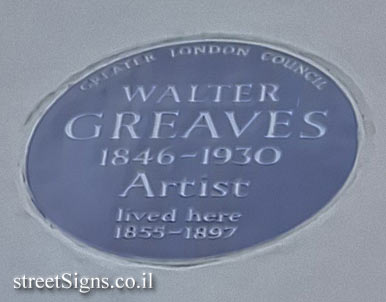 GREATER LONDON COUNCIL
WALTER
GREAVES
1846-1930
Artist
lived here
1855-1897
streetSigns.co.il